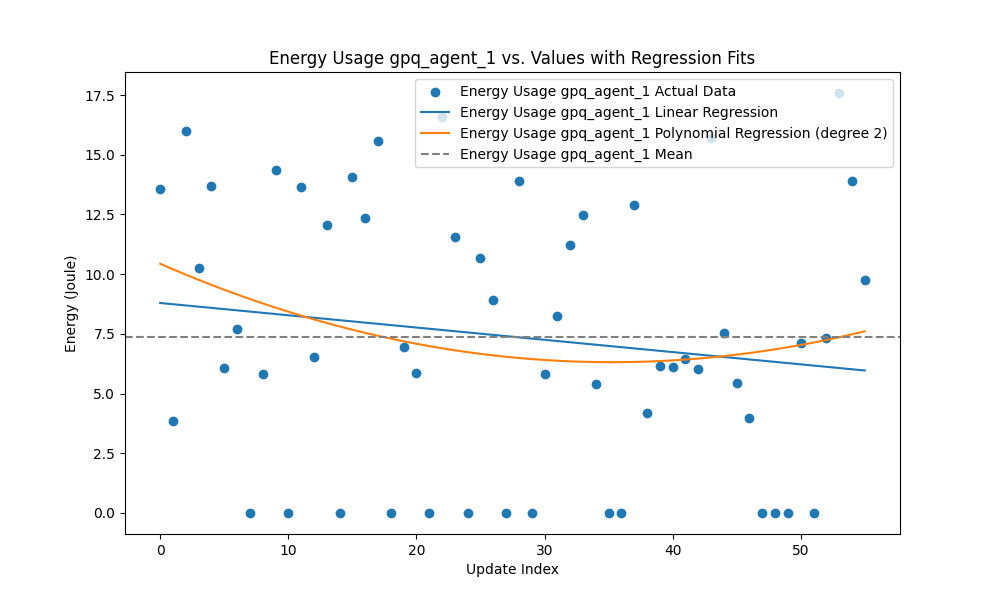 Energy Usage gpq_agent_1 vs. Values with Regression Fits
Energy Usage gpq_agent_1 Actual Data
Energy Usage gpq_agent_1 Linear Regression
Energy Usage gpq_agent_1 Polynomial Regression (degree 2)
Energy Usage gpq_agent_1 Mean
Energy (Joule)
17.5
15.0
12.5
10.0
7.5
5.0
2.5
0.0
0 10 20 30 40 50
Update Index